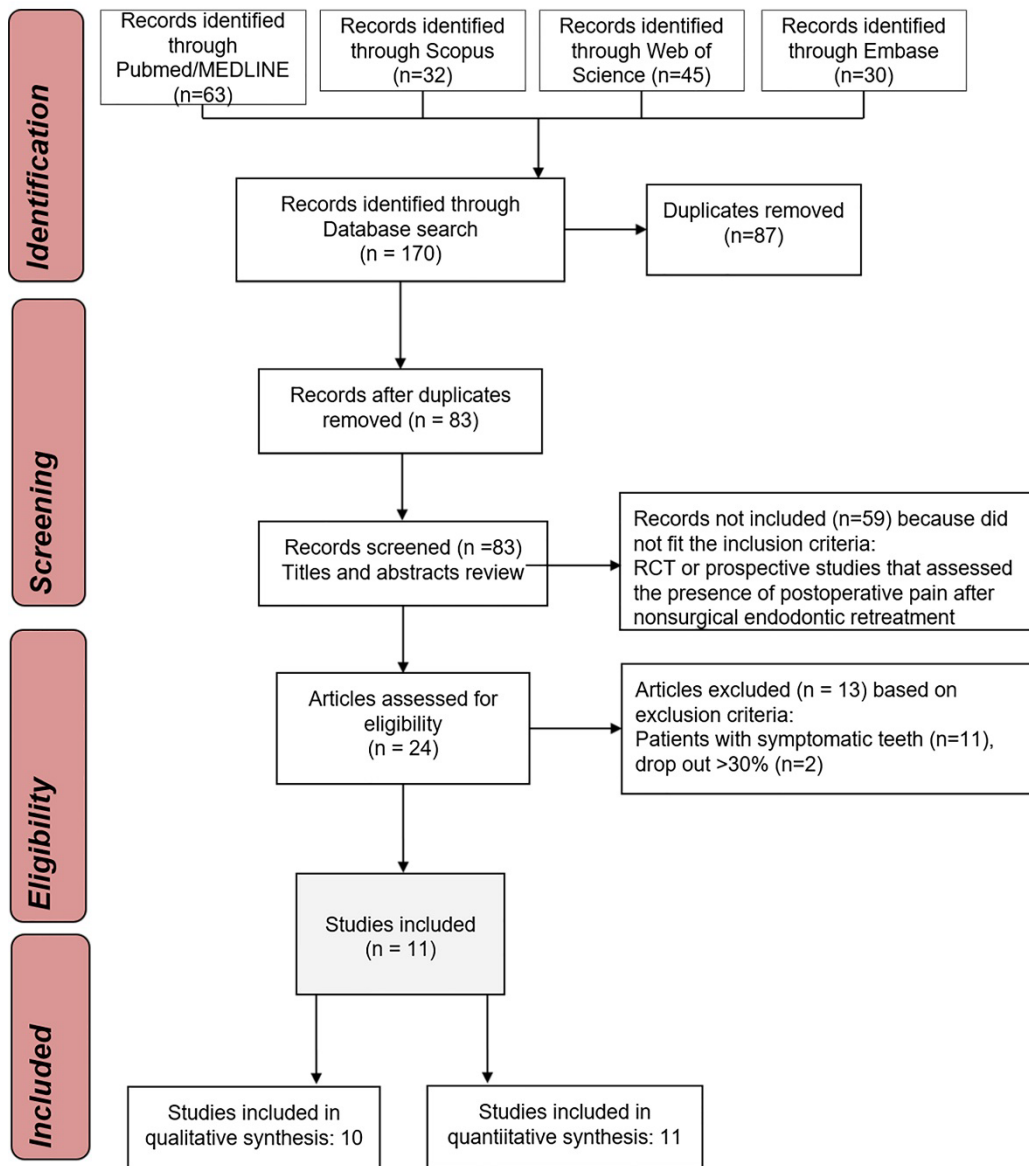 Identification
Records identified
through
Pubmed/MEDLINE
(n=63)
Records identified
through Scopus
(n=32)
Records identified
through Web of
Science (n=45)
Records identified
through Embase
(n=30)
Records identified through
Database search
(n = 170)
Duplicates removed
(n=87)
Screening
Records after duplicates
removed (n = 83)
Records screened (n =83)
Titles and abstracts review
Records not included (n=59) because did
not fit the inclusion criteria:
RCT or prospective studies that assessed
the presence of postoperative pain after
nonsurgical endodontic retreatment
Eligibility
Articles assessed for
eligibility
(n = 24)
Articles excluded (n = 13) based on
exclusion criteria:
Patients with symptomatic teeth (n=11),
drop out >30% (n=2)
Studies included
(n = 11)
Included
Studies included in
qualitative synthesis: 10
Studies included in
quantiitative synthesis: 11